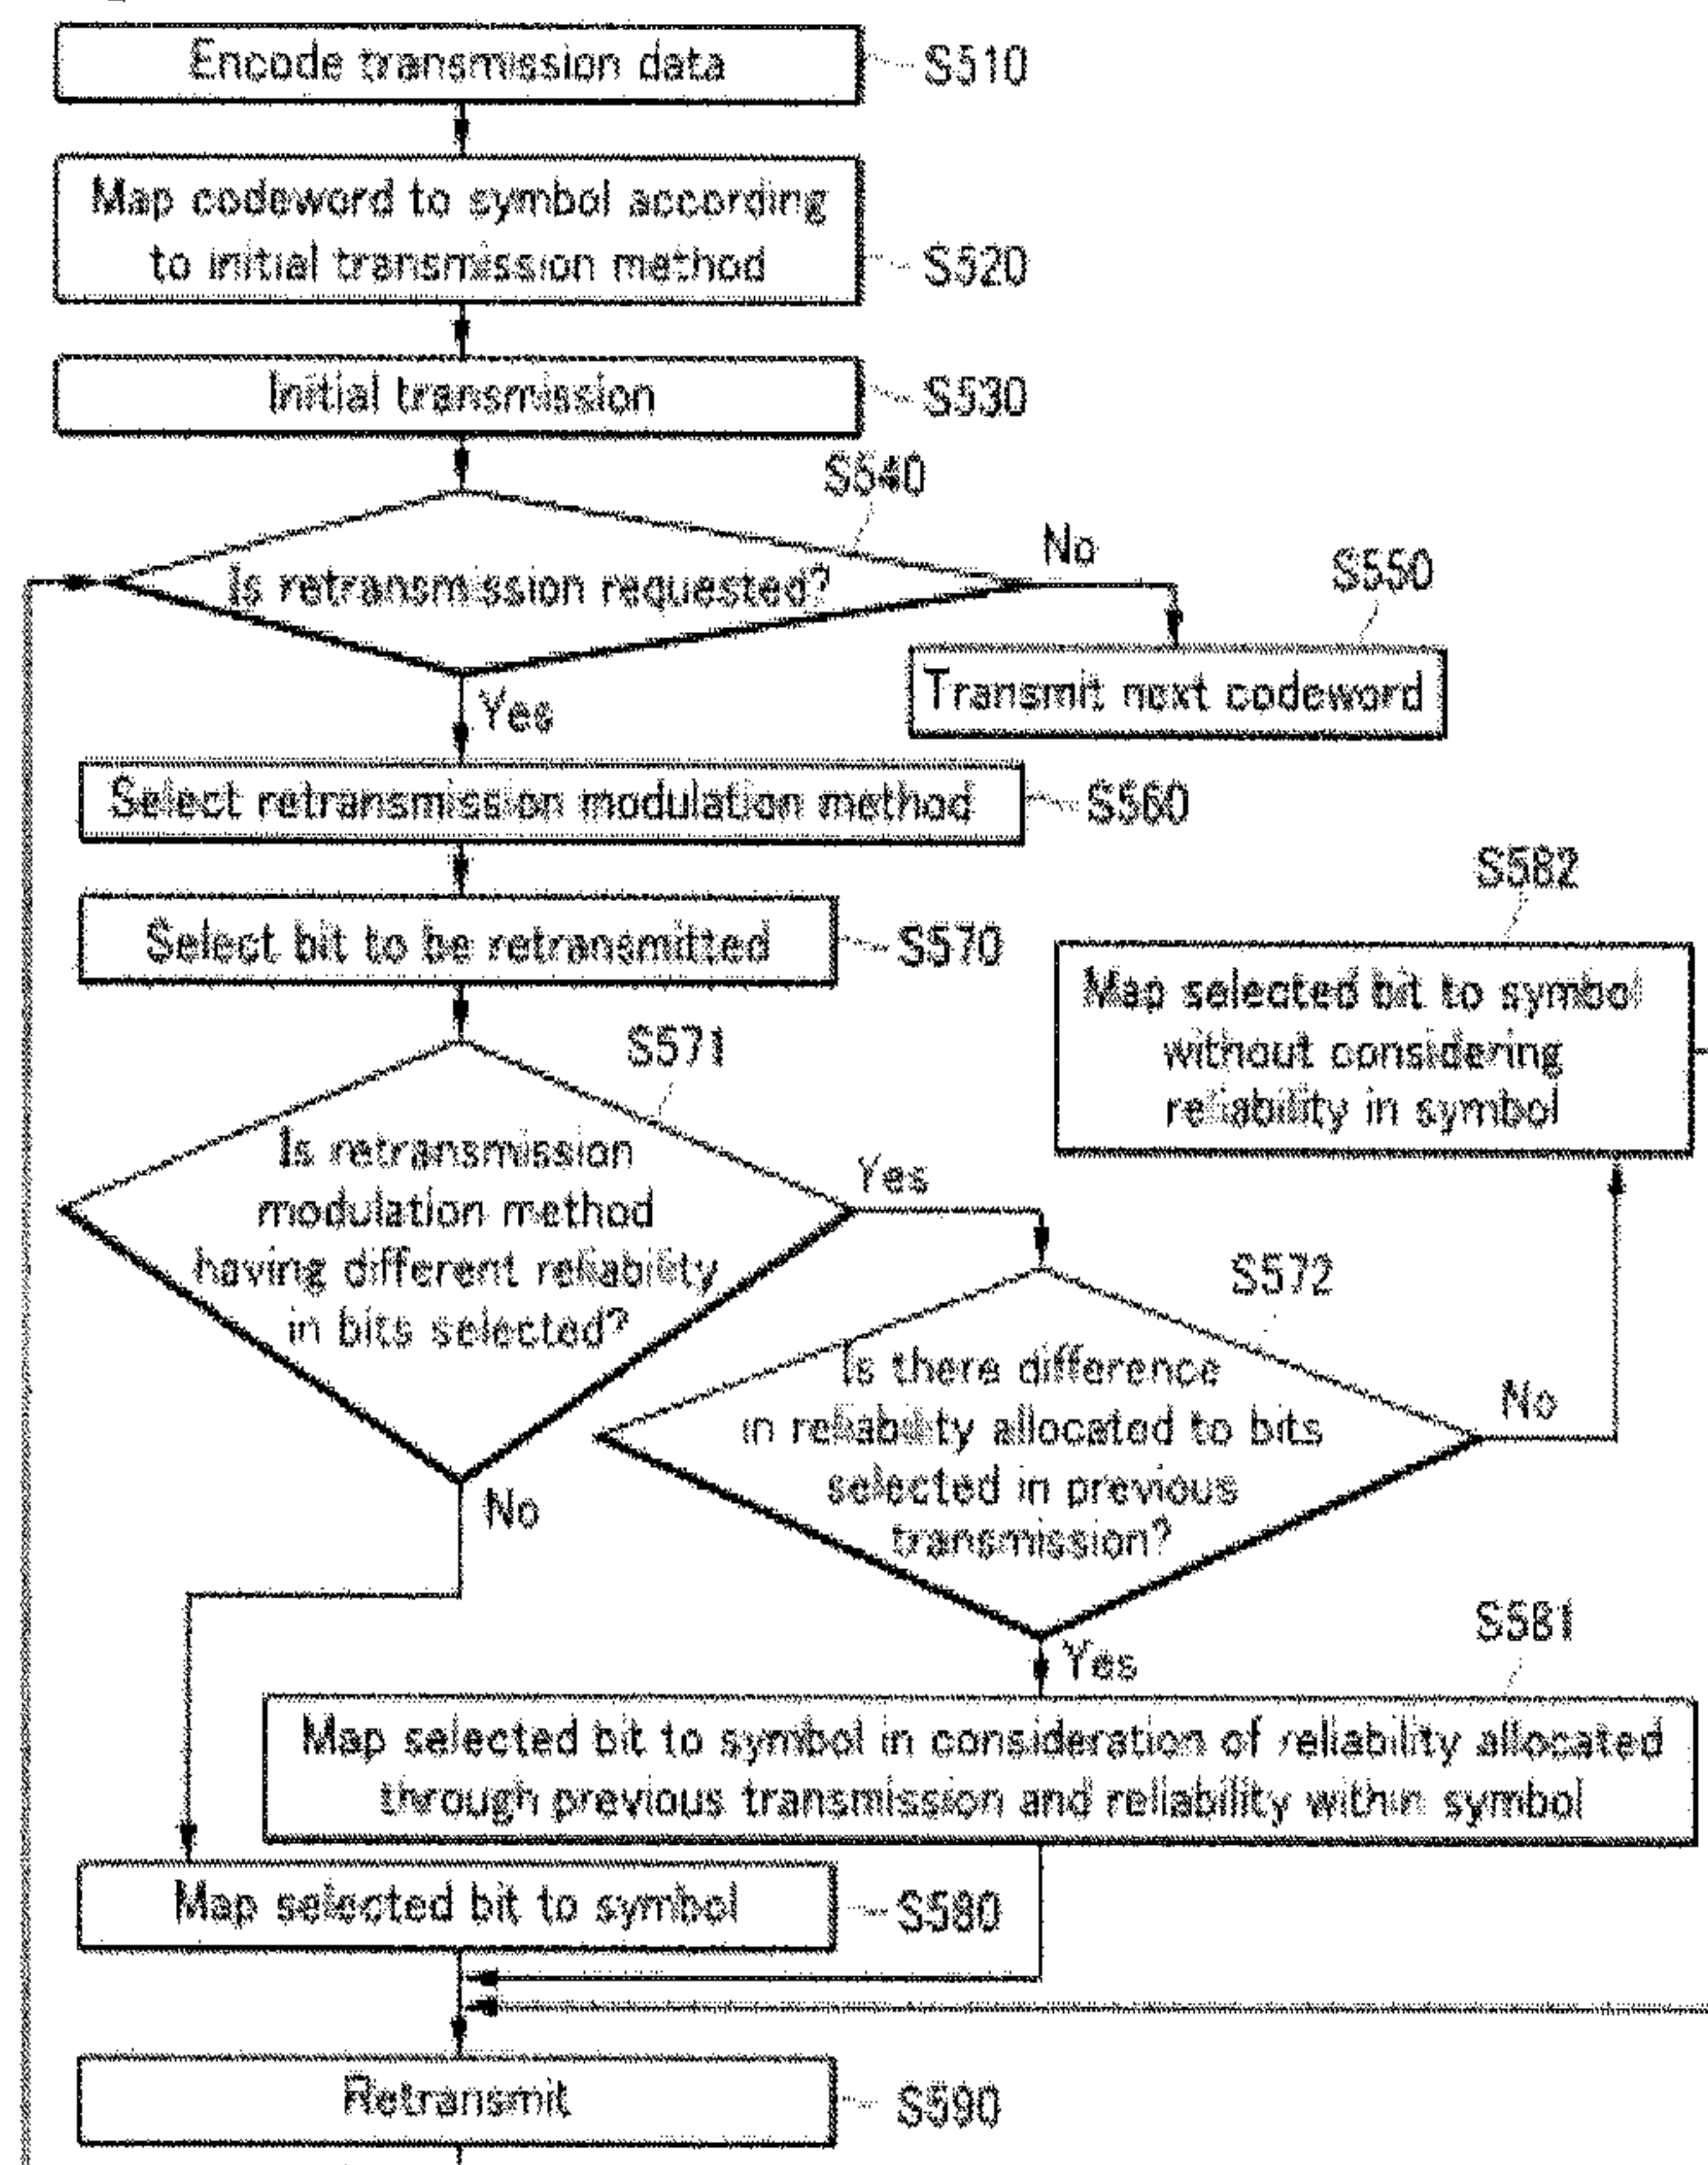 Encode transmission data
S510
Map codeword to symbol according
to initial transmission method
S520
Initial transmission
S530
S540
Is retransmission requested?
No
S550
Transmit next codeword
Yes
Select retransmission modulation method
S560
Select bit to be retransmitted
S570
S582
Map selected bit to symbol
without considering
reliability in symbol
S571
Is retransmission
modulation method
having different reliability
in bits selected?
Yes
S572
Is there difference
in reliability allocated to bits
selected in previous
transmission?
No
No
Yes
S581
Map selected bit to symbol in consideration of reliability allocated
through previous transmission and reliability within symbol
Map selected bit to symbol
S580
Retransmit
S590